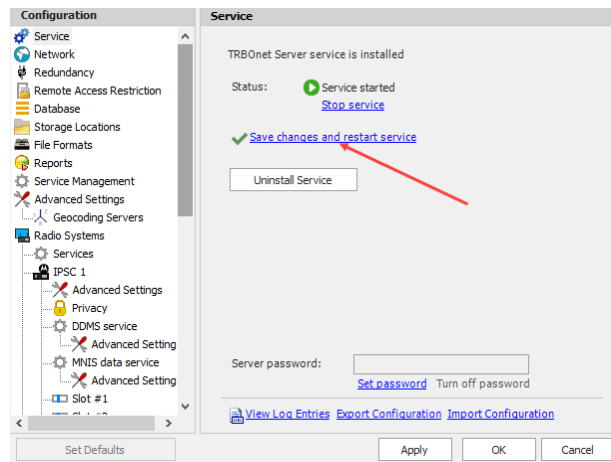 Configuration
Service
Network
Redundancy
Remote Access Restriction
Database
Storage Locations
File Formats
Reports
Service Management
Advanced Settings
Geocoding Servers
Radio Systems
Services
IPSC 1
Advanced Settings
Privacy
DDMS service
Advanced Setting
MNIS data service
Advanced Setting
Slot #1
Set Defaults
Service
TRBOnet Server service is installed
Status: Service started
Stop service
Save changes and restart service
Uninstall Service
Server password:
Set password Turn off password
View Log Entries Export Configuration Import Configuration
Apply OK Cancel